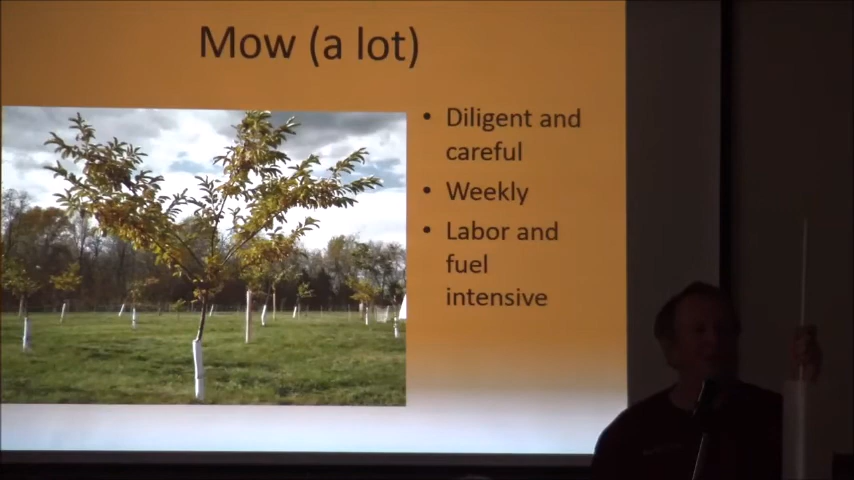 Mow (a lot)
• Diligent and
careful
• Weekly
• Labor and
fuel
intensive